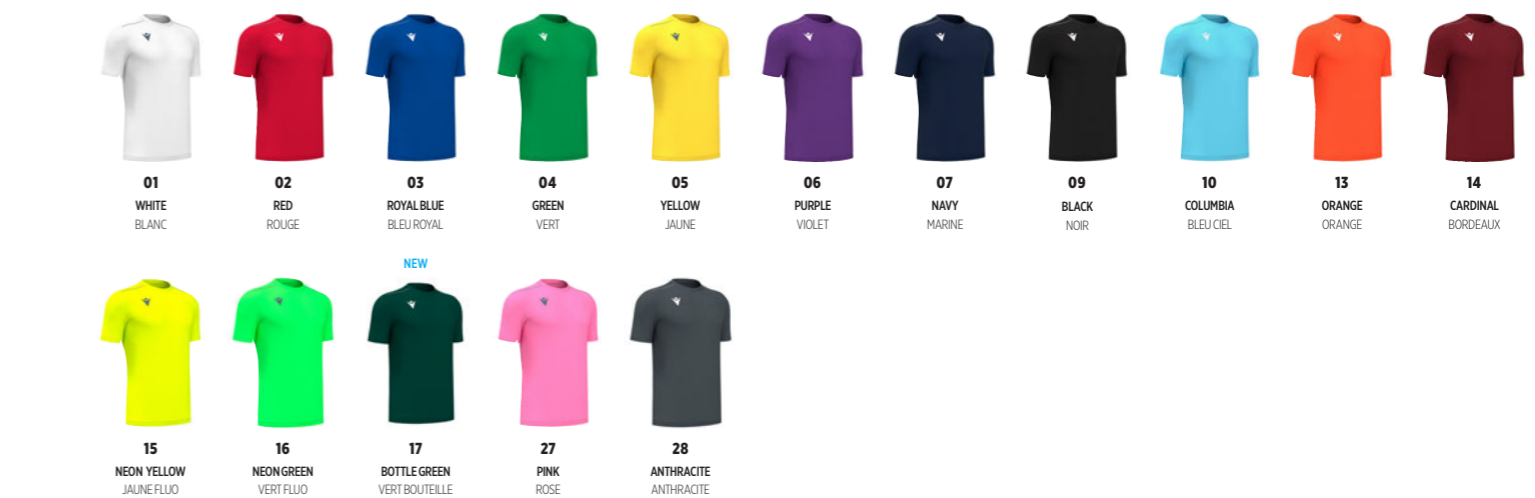 01 02 03 04 05 06 07 09 10 13 14
WHITE RED ROYAL BLUE GREEN YELLOW PURPLE NAVY BLACK COLUMBIA ORANGE CARDINAL
BLANC ROUGE BLEU ROYAL VERT JAUNE VIOLET MARINE NOIR BLEU CIEL ORANGE BORDEAUX
NEW
15 16 17 27 28
NEON YELLOW NEON GREEN BOTTLE GREEN PINK ANTHRACITE
JAUNE FLUO VERT FLUO VERT BOUTEILLE ROSE ANTHRACITE